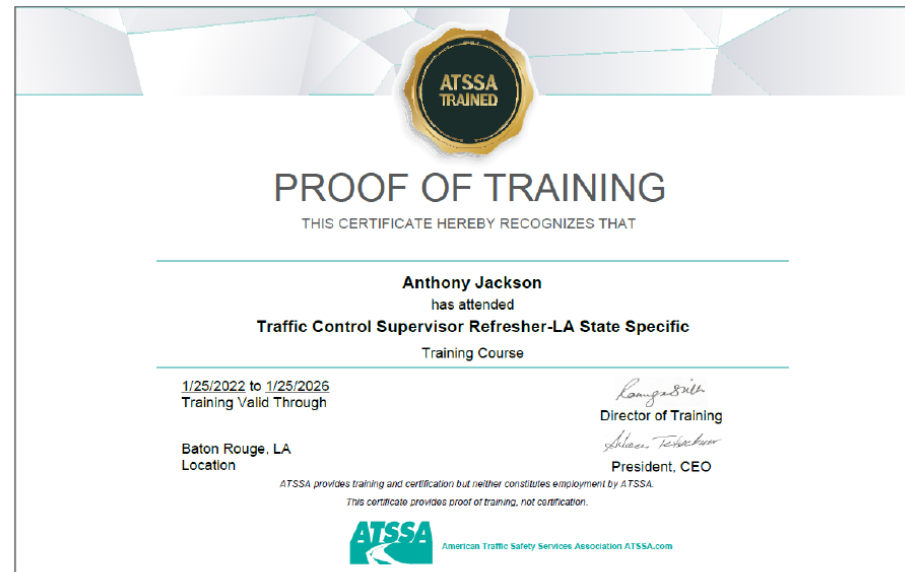 ATSSA
TRAINED
PROOF OF TRAINING
THIS CERTIFICATE HEREBY RECOGNIZES THAT
Anthony Jackson
has attended
Traffic Control Supervisor Refresher-LA State Specific
Training Course
1/25/2022 to 1/25/2026
Training Valid Through
Director of Training
Baton Rouge, LA
Location
President, CEO
ATSSA provides training and certification but neither constitutes employment by ATSSA.
This certificate provides proof of training, not certification.
ATSSA
American Traffic Safety Services Association ATSSA.com